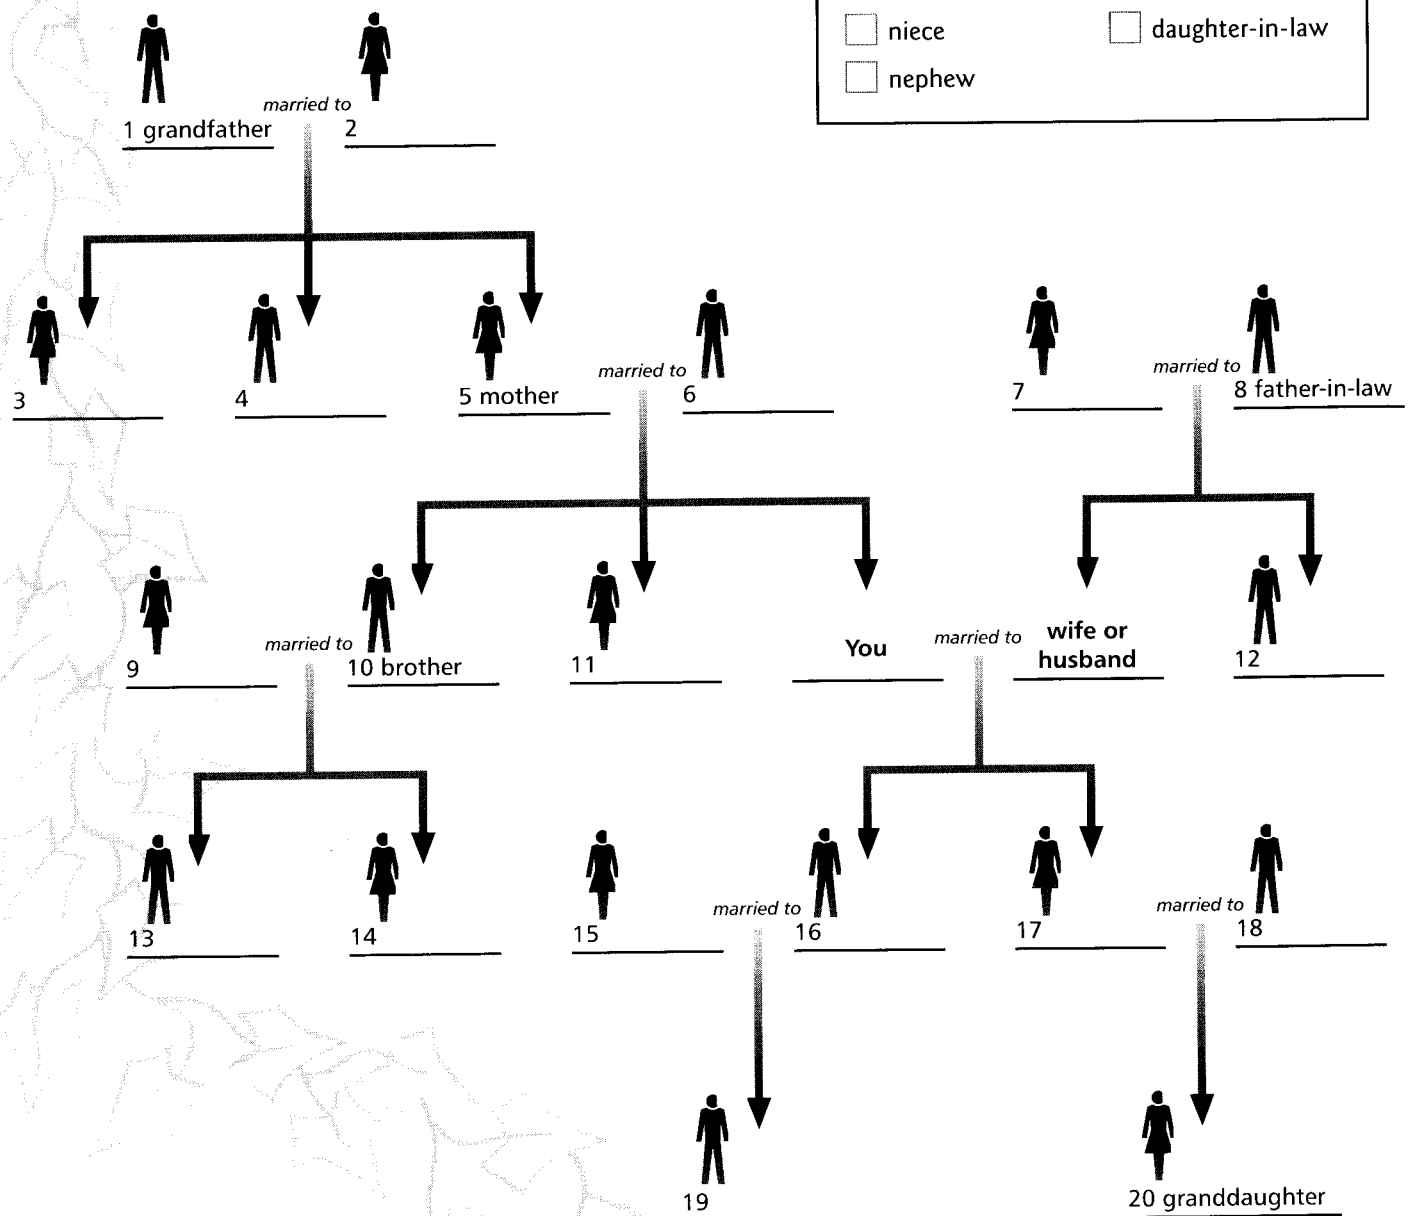 niece
daughter-in-law
nephew
married to
1 grandfather
2
3
4
5 mother
married to
6
7
married to
8 father-in-law
9
married to
10 brother
11
You
married to
wife or
husband
12
13
14
15
married to
16
17
married to
18
19
20 granddaughter